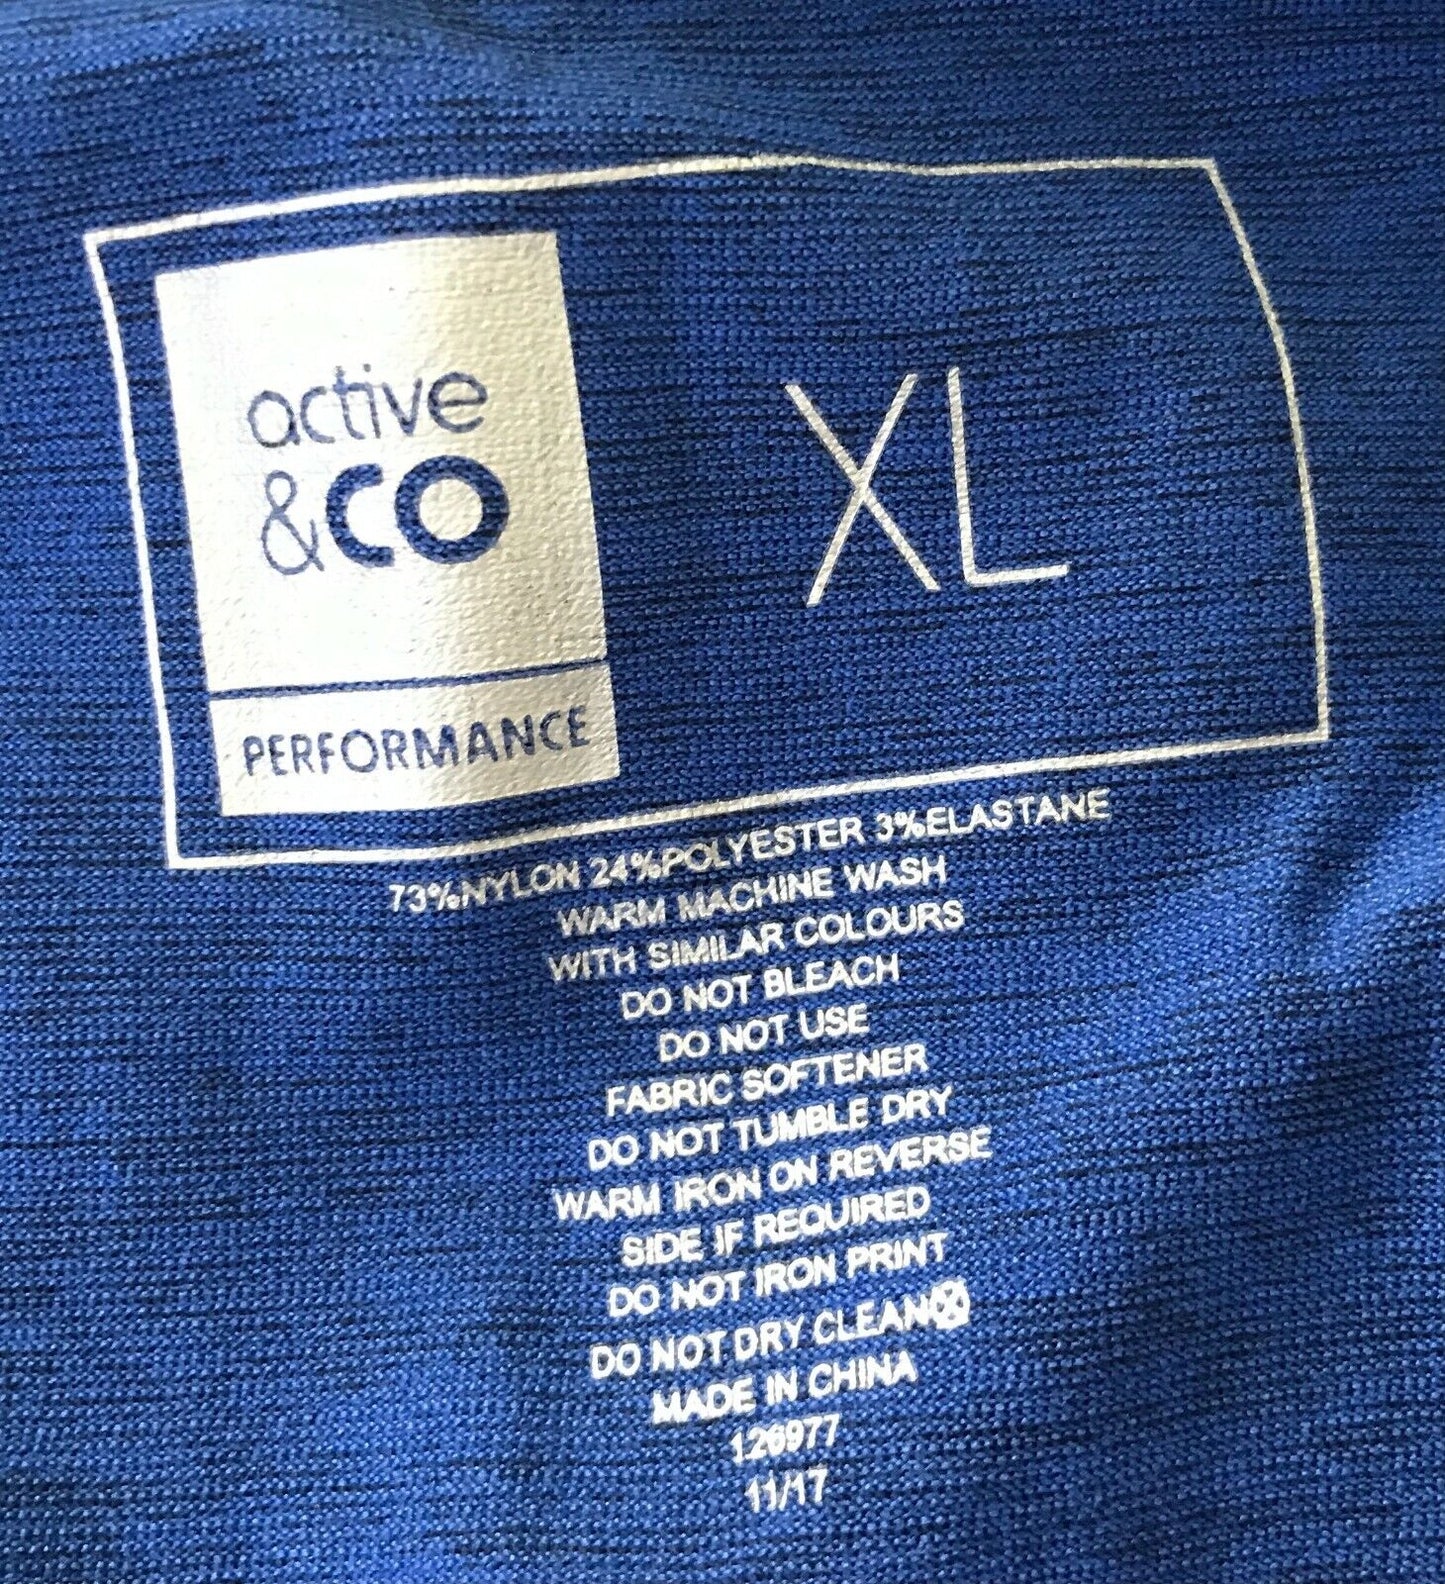 active
&CO
PERFORMANCE
XL
73%NYLON 24%POLYESTER 3%ELASTANE
WARM MACHINE WASH
WITH SIMILAR COLOURS
DO NOT BLEACH
DO NOT USE
FABRIC SOFTENER
DO NOT TUMBLE DRY
WARM IRON ON REVERSE
SIDE IF REQUIRED
DO NOT IRON PRINT
DO NOT DRY CLEAN
MADE IN CHINA
126977
11/17